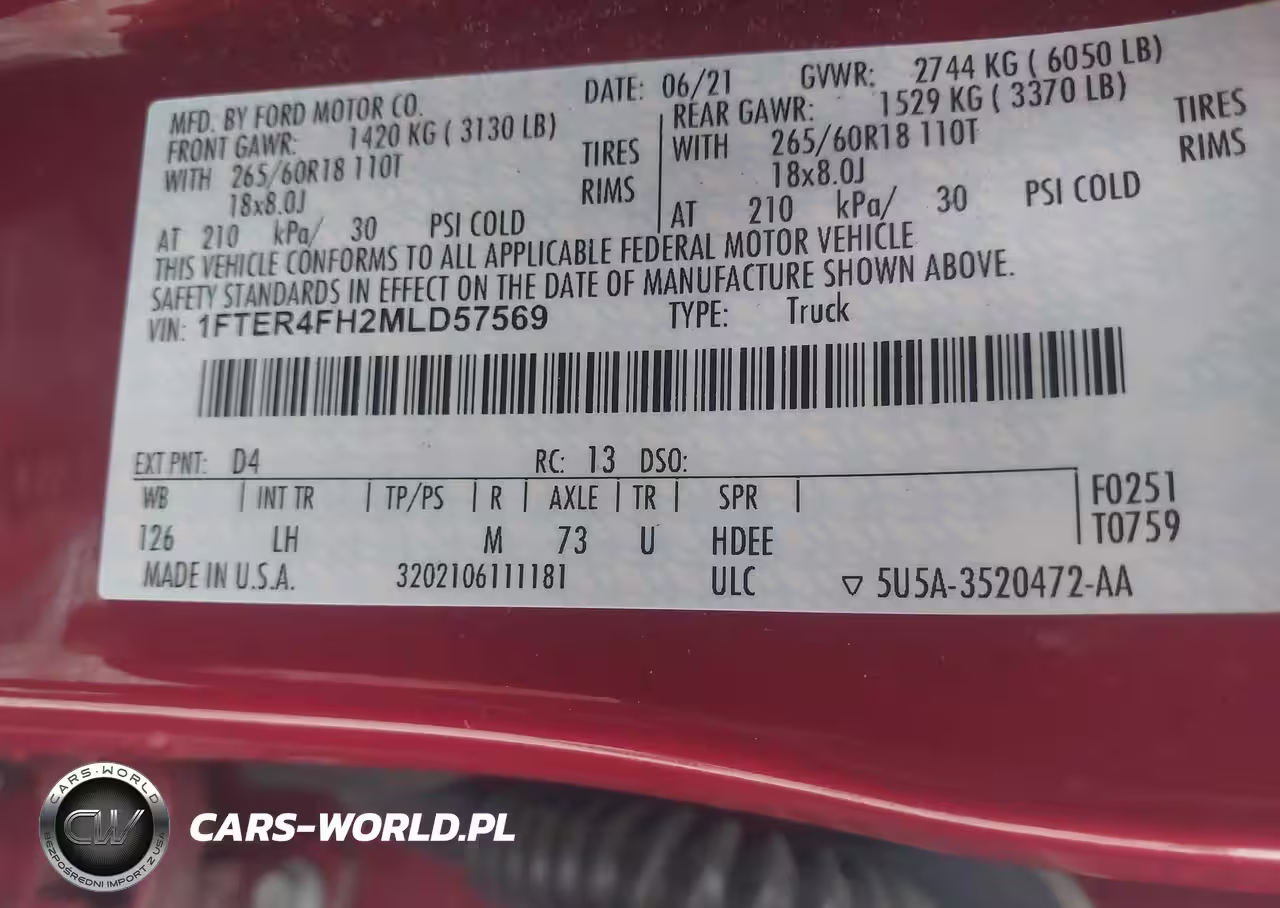 DATE: 06/21 GVWR: 2744 KG ( 6050 LB)
MFD. BY FORD MOTOR CO.
FRONT GAWR: 1420 KG ( 3130 LB)
WITH 265/60R18 110T TIRES
18x8.0J RIMS
AT 210 kPa/ 30 PSI COLD
REAR GAWR: 1529 KG ( 3370 LB)
WITH 265/60R18 110T TIRES
18x8.0J RIMS
AT 210 kPa/ 30 PSI COLD
THIS VEHICLE CONFORMS TO ALL APPLICABLE FEDERAL MOTOR VEHICLE
SAFETY STANDARDS IN EFFECT ON THE DATE OF MANUFACTURE SHOWN ABOVE.
VIN: 1FTER4FH2MLD57569 TYPE: Truck
EXT PNT: D4 RC: 13 DSO:
WB | INT TR | TP/PS | R | AXLE | TR | SPR | F0251
T0759
126 LH M 73 U HDEE
MADE IN U.S.A. 3202106111181 ULC ▽ 5U5A-3520472-AA
CARS-WORLD
CW
BEZPOŚREDNI IMPORT Z USA
CARS-WORLD.PL